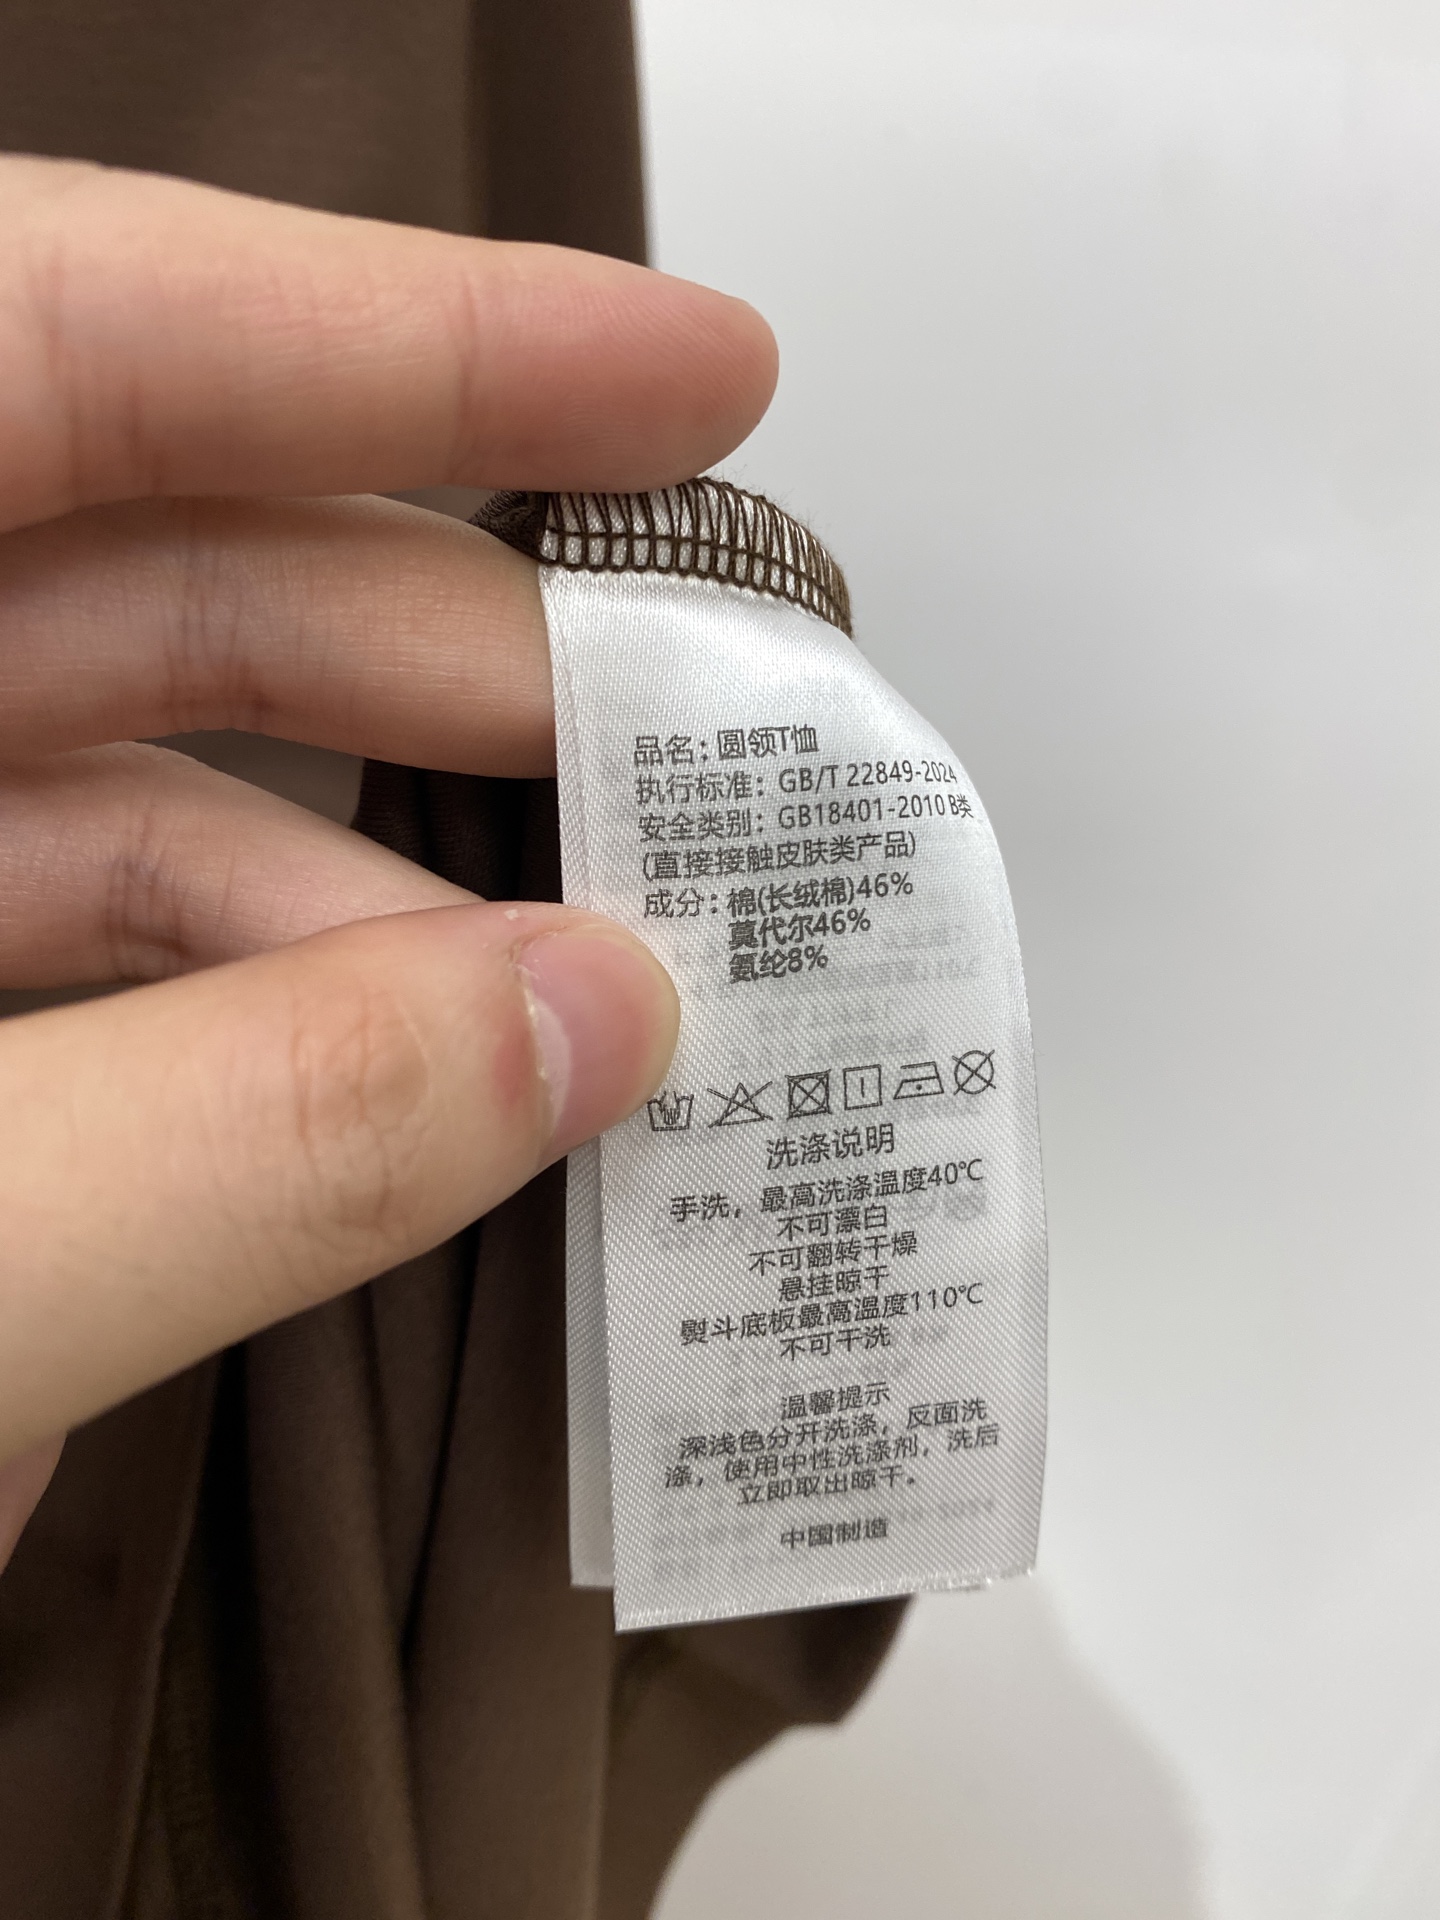 品名：圆领T恤
执行标准：GB/T 22849-2024
安全类别：GB18401-2010 B类
(直接接触皮肤类产品)
成分：棉(长绒棉)46%
莫代尔46%
氨纶8%
洗涤说明
手洗，最高洗涤温度40℃
不可漂白
不可翻转干燥
悬挂晾干
熨斗底板最高温度110℃
不可干洗
温馨提示
深浅色分开洗涤，反面洗
涤，使用中性洗涤剂，洗后
立即取出晾干。
中国制造